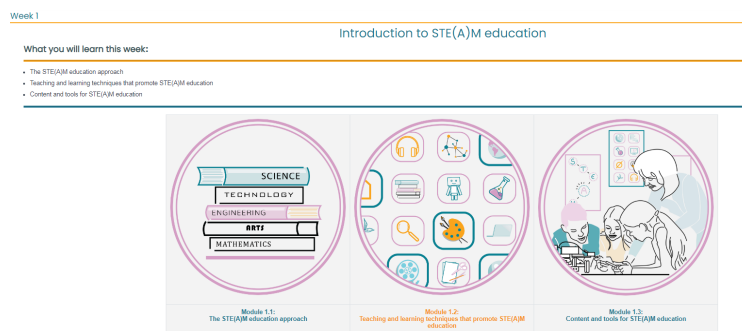 Week 1
Introduction to STE(A)M education
What you will learn this week:
The STE(A)M education approach
Teaching and learning techniques that promote STE(A)M education
Content and tools for STE(A)M education
SCIENCE
TECHNOLOGY
ENGINEERING
ARTS
MATHEMATICS
S T E
Module 1.1:
The STE(A)M education approach
Module 1.2:
Teaching and learning techniques that promote STE(A)M
education
Module 1.3:
Content and tools for STE(A)M education